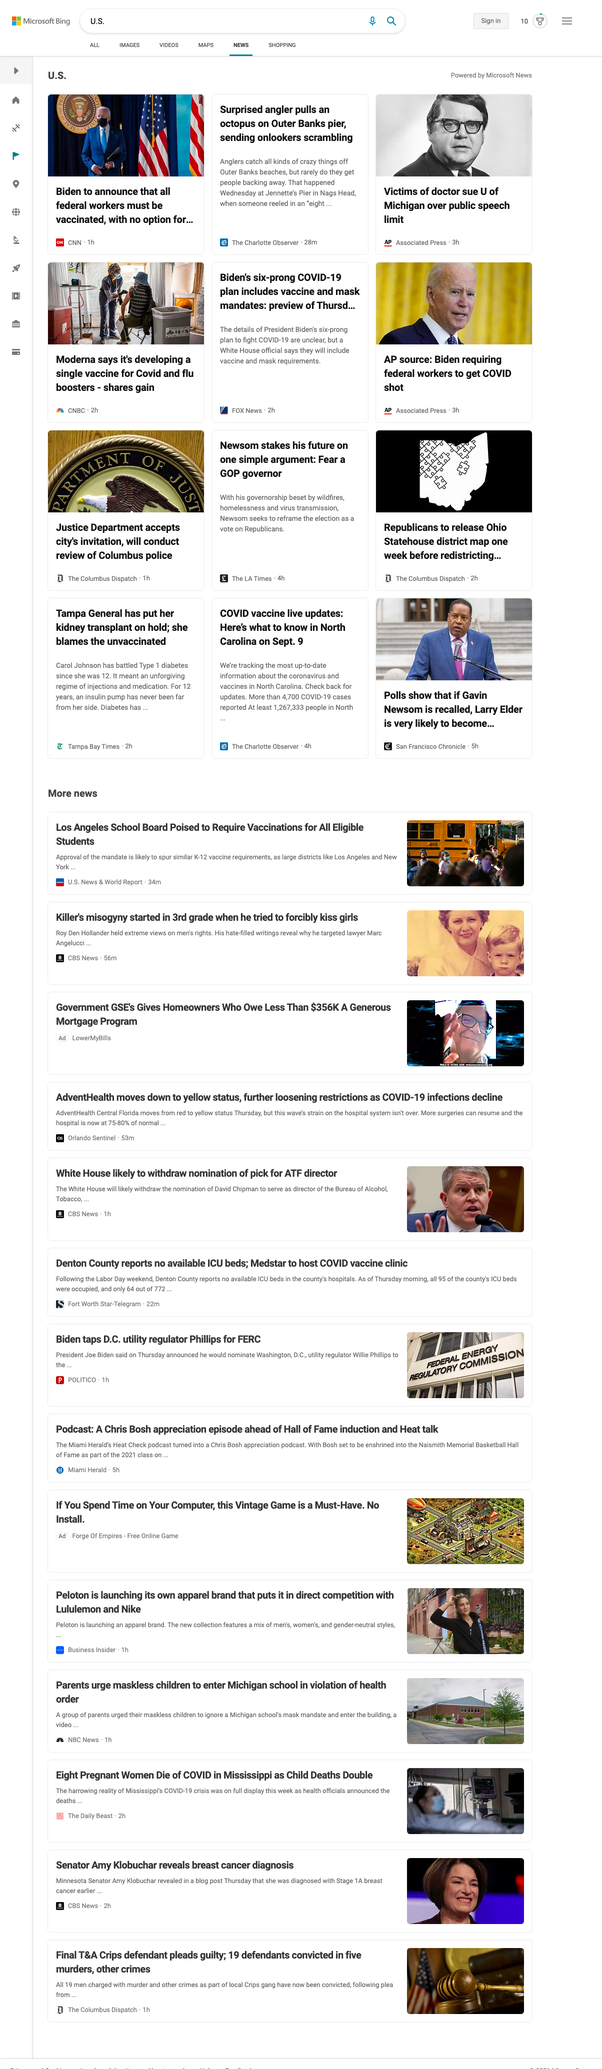 Microsoft Bing
U.S.
Sign in
10
ALL
IMAGES
VIDEOS
MAPS
NEWS
SHOPPING
U.S.
Powered by Microsoft News
Biden to announce that all
federal workers must be
vaccinated, with no option for...
CNN · 1h
Surprised angler pulls an
octopus on Outer Banks pier,
sending onlookers scrambling
Anglers catch all kinds of crazy things off
Outer Banks beaches, but rarely do they get
people backing away. That happened
Wednesday at Jennette's Pier in Nags Head,
when someone reeled in an "eight ...
The Charlotte Observer · 28m
Victims of doctor sue U of
Michigan over public speech
limit
AP Associated Press · 3h
Moderna says it's developing a
single vaccine for Covid and flu
boosters - shares gain
CNBC · 2h
Biden's six-prong COVID-19
plan includes vaccine and mask
mandates: preview of Thursd...
The details of President Biden's six-prong
plan to fight COVID-19 are unclear, but a
White House official says they will include
vaccine and mask requirements.
FOX News · 2h
AP source: Biden requiring
federal workers to get COVID
shot
AP Associated Press · 3h
ARTMENT OF JUST
Justice Department accepts
city's invitation, will conduct
review of Columbus police
The Columbus Dispatch · 1h
Newsom stakes his future on
one simple argument: Fear a
GOP governor
With his governorship beset by wildfires,
homelessness and virus transmission,
Newsom seeks to reframe the election as a
vote on Republicans.
The LA Times · 4h
Republicans to release Ohio
Statehouse district map one
week before redistricting...
The Columbus Dispatch · 2h
Tampa General has put her
kidney transplant on hold; she
blames the unvaccinated
Carol Johnson has battled Type 1 diabetes
since she was 12. It meant an unforgiving
regime of injections and medication. For 12
years, an insulin pump has never been far
from her side. Diabetes has ...
Tampa Bay Times · 2h
COVID vaccine live updates:
Here's what to know in North
Carolina on Sept. 9
We're tracking the most up-to-date
information about the coronavirus and
vaccines in North Carolina. Check back for
updates. More than 4,700 COVID-19 cases
reported At least 1,267,333 people in North
...
The Charlotte Observer · 4h
Polls show that if Gavin
Newsom is recalled, Larry Elder
is very likely to become...
San Francisco Chronicle · 5h
More news
Los Angeles School Board Poised to Require Vaccinations for All Eligible
Students
Approval of the mandate is likely to spur similar K-12 vaccine requirements, as large districts like Los Angeles and New
York ...
U.S. News & World Report · 34m
Killer's misogyny started in 3rd grade when he tried to forcibly kiss girls
Roy Den Hollander held extreme views on men's rights. His hate-filled writings reveal why he targeted lawyer Marc
Angelucci ...
CBS News · 56m
Government GSE's Gives Homeowners Who Owe Less Than $356K A Generous
Mortgage Program
Ad LowerMyBills
AdventHealth moves down to yellow status, further loosening restrictions as COVID-19 infections decline
AdventHealth Central Florida moves from red to yellow status Thursday, but this wave's strain on the hospital system isn't over. More surgeries can resume and the
hospital is now at 75-80% of normal ...
Orlando Sentinel · 53m
White House likely to withdraw nomination of pick for ATF director
The White House will likely withdraw the nomination of David Chipman to serve as director of the Bureau of Alcohol,
Tobacco, ...
CBS News · 1h
Denton County reports no available ICU beds; Medstar to host COVID vaccine clinic
Following the Labor Day weekend, Denton County reports no available ICU beds in the county's hospitals. As of Thursday morning, all 95 of the county's ICU beds
were occupied, and only 64 out of 772 ...
Fort Worth Star-Telegram · 22m
Biden taps D.C. utility regulator Phillips for FERC
President Joe Biden said on Thursday announced he would nominate Washington, D.C., utility regulator Willie Phillips to
the ...
POLITICO · 1h
FEDERAL ENERGY
REGULATORY COMMISSION
Podcast: A Chris Bosh appreciation episode ahead of Hall of Fame induction and Heat talk
The Miami Herald's Heat Check podcast turned into a Chris Bosh appreciation podcast. With Bosh set to be enshrined into the Naismith Memorial Basketball Hall
of Fame as part of the 2021 class on ...
Miami Herald · 5h
If You Spend Time on Your Computer, this Vintage Game is a Must-Have. No
Install.
Ad Forge Of Empires - Free Online Game
Peloton is launching its own apparel brand that puts it in direct competition with
Lululemon and Nike
Peloton is launching an apparel brand. The new collection features a mix of men's, women's, and gender-neutral styles,
...
Business Insider · 1h
Parents urge maskless children to enter Michigan school in violation of health
order
A group of parents urged their maskless children to ignore a Michigan school's mask mandate and enter the building, a
video ...
NBC News · 1h
Eight Pregnant Women Die of COVID in Mississippi as Child Deaths Double
The harrowing reality of Mississippi's COVID-19 crisis was on full display this week as health officials announced the
deaths ...
The Daily Beast · 2h
Senator Amy Klobuchar reveals breast cancer diagnosis
Minnesota Senator Amy Klobuchar revealed in a blog post Thursday that she was diagnosed with Stage 1A breast
cancer earlier ...
CBS News · 2h
Final T&A Crips defendant pleads guilty; 19 defendants convicted in five
murders, other crimes
All 19 men charged with murder and other crimes as part of local Crips gang have now been convicted, following plea
from ...
The Columbus Dispatch · 1h